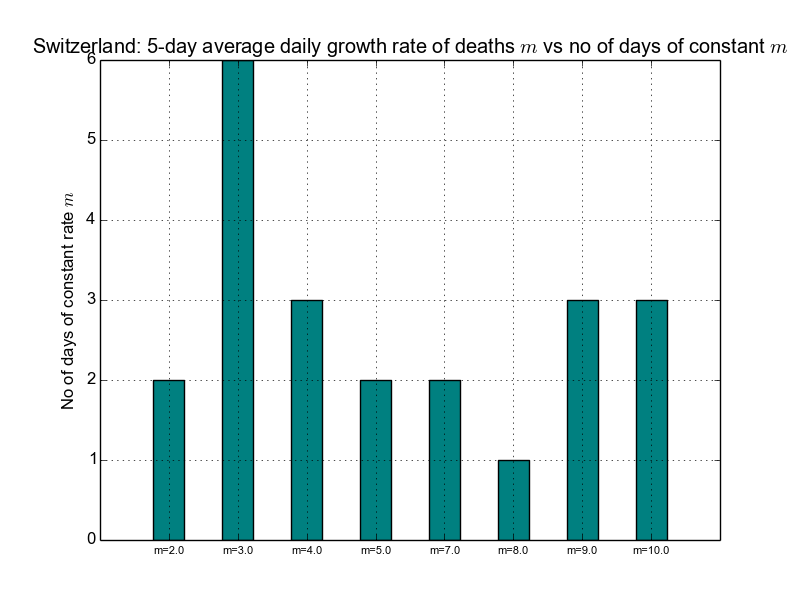 Switzerland: 5-day average daily growth rate of deaths m vs no of days of constant m
No of days of constant rate m
6
5
4
3
2
1
0
m=2.0 m=3.0 m=4.0 m=5.0 m=7.0 m=8.0 m=9.0 m=10.0